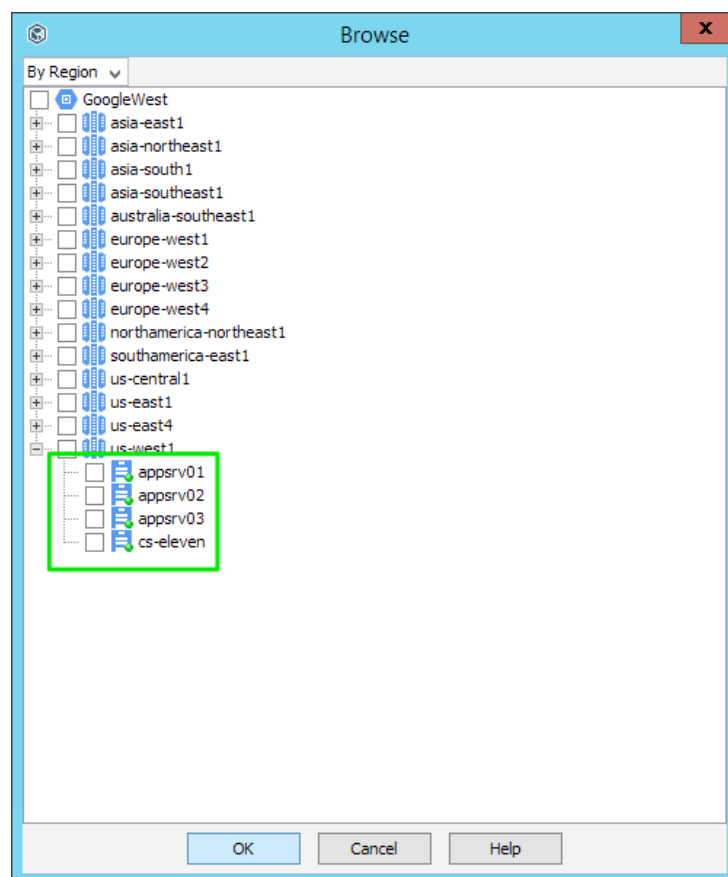 Browse
x
By Region
GoogleWest
asia-east1
asia-northeast1
asia-south1
asia-southeast1
australia-southeast1
europe-west1
europe-west2
europe-west3
europe-west4
northamerica-northeast1
southamerica-east1
us-central1
us-east1
us-east4
us-west1
appsrv01
appsrv02
appsrv03
cs-eleven
OK Cancel Help